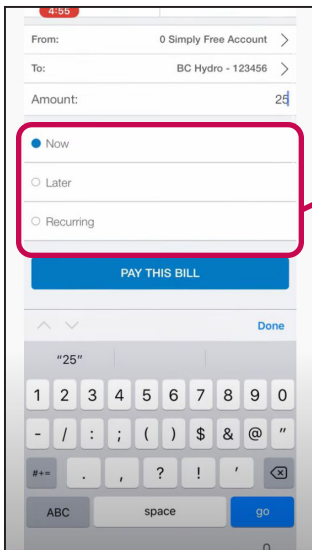 4:55
From: 0 Simply Free Account
To: BC Hydro - 123456
Amount: 25
Now
Later
Recurring
PAY THIS BILL
Done
"25"
1 2 3 4 5 6 7 8 9 0
- / : ; ( ) $ & @ "
#+= . , ? ! '
ABC space go